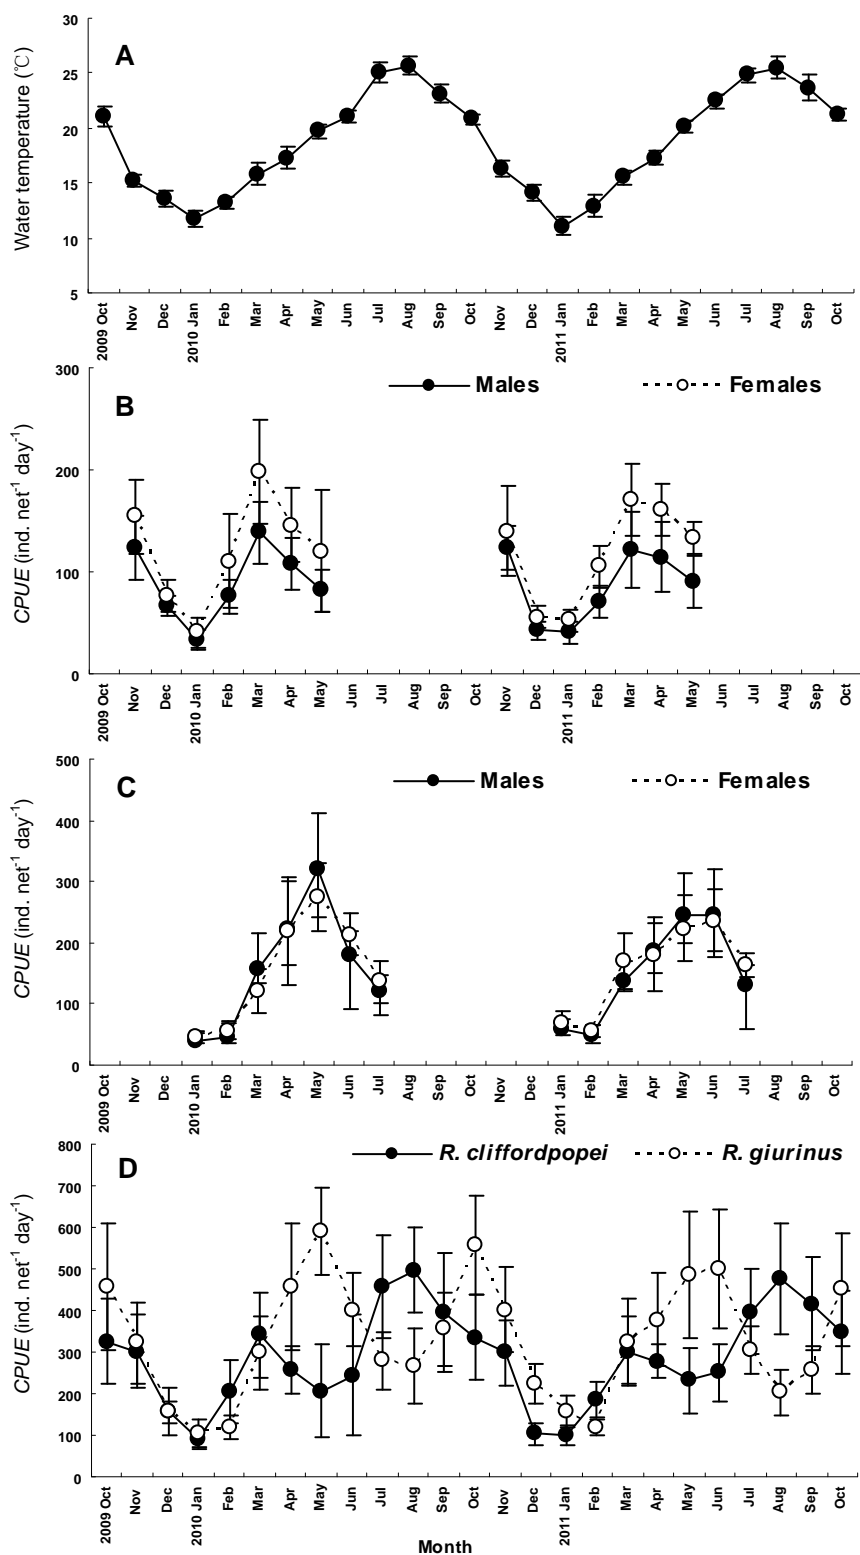 A
Water temperature (℃)
30
25
20
15
10
5
2009 Oct Nov Dec 2010 Jan Feb Mar Apr May Jun Jul Aug Sep Oct Nov Dec 2011 Jan Feb Mar Apr May Jun Jul Aug Sep Oct
B
Males Females
CPUE (ind. net⁻¹ day⁻¹)
300
200
100
0
2009 Oct Nov Dec 2010 Jan Feb Mar Apr May Jun Jul Aug Sep Oct Nov Dec 2011 Jan Feb Mar Apr May Jun Jul Aug Sep Oct
C
Males Females
CPUE (ind. net⁻¹ day⁻¹)
500
400
300
200
100
0
2009 Oct Nov Dec 2010 Jan Feb Mar Apr May Jun Jul Aug Sep Oct Nov Dec 2011 Jan Feb Mar Apr May Jun Jul Aug Sep Oct
D
R. cliffordpopei R. giurinus
CPUE (ind. net⁻¹ day⁻¹)
800
700
600
500
400
300
200
100
0
2009 Oct Nov Dec 2010 Jan Feb Mar Apr May Jun Jul Aug Sep Oct Nov Dec 2011 Jan Feb Mar Apr May Jun Jul Aug Sep Oct
Month